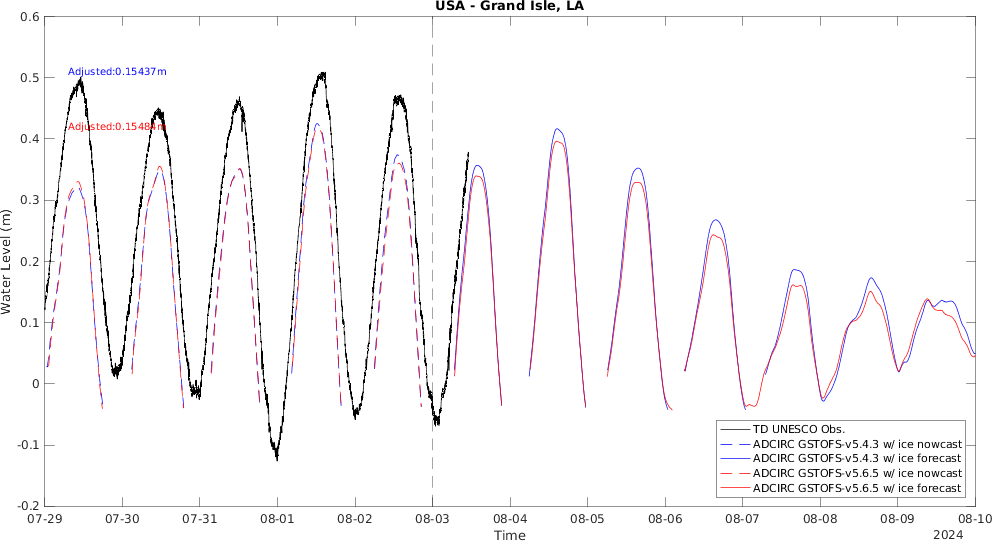 USA - Grand Isle, LA
0.6
0.5
0.4
0.3
0.2
0.1
0
-0.1
-0.2
Water Level (m)
Adjusted:0.15437m
Adjusted:0.15484m
TD UNESCO Obs.
ADCIRC GSTOFS-v5.4.3 w/ ice nowcast
ADCIRC GSTOFS-v5.4.3 w/ ice forecast
ADCIRC GSTOFS-v5.6.5 w/ ice nowcast
ADCIRC GSTOFS-v5.6.5 w/ ice forecast
07-29 07-30 07-31 08-01 08-02 08-03 08-04 08-05 08-06 08-07 08-08 08-09 08-10
Time
2024